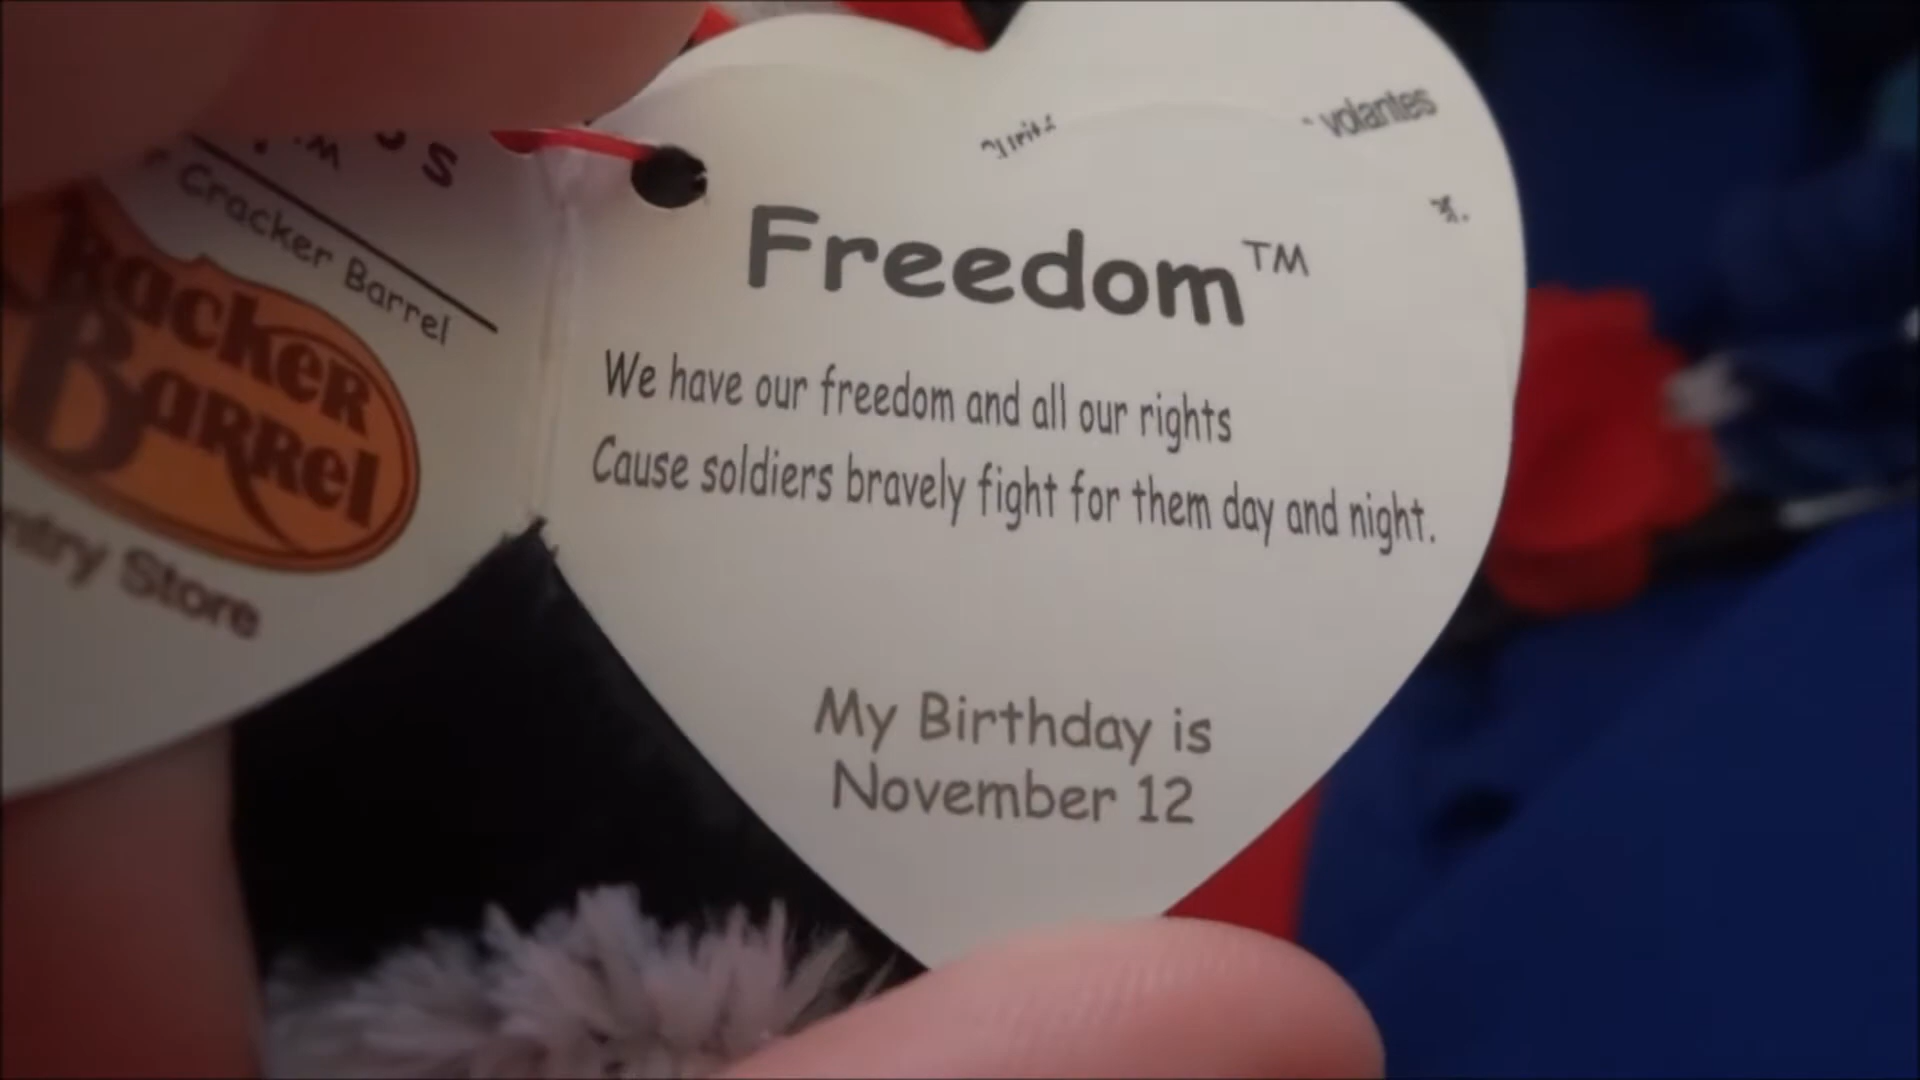 Cracker Barrel
Cracker
Barrel
Store
volantes
Freedom™
We have our freedom and all our rights
Cause soldiers bravely fight for them day and night.
My Birthday is
November 12